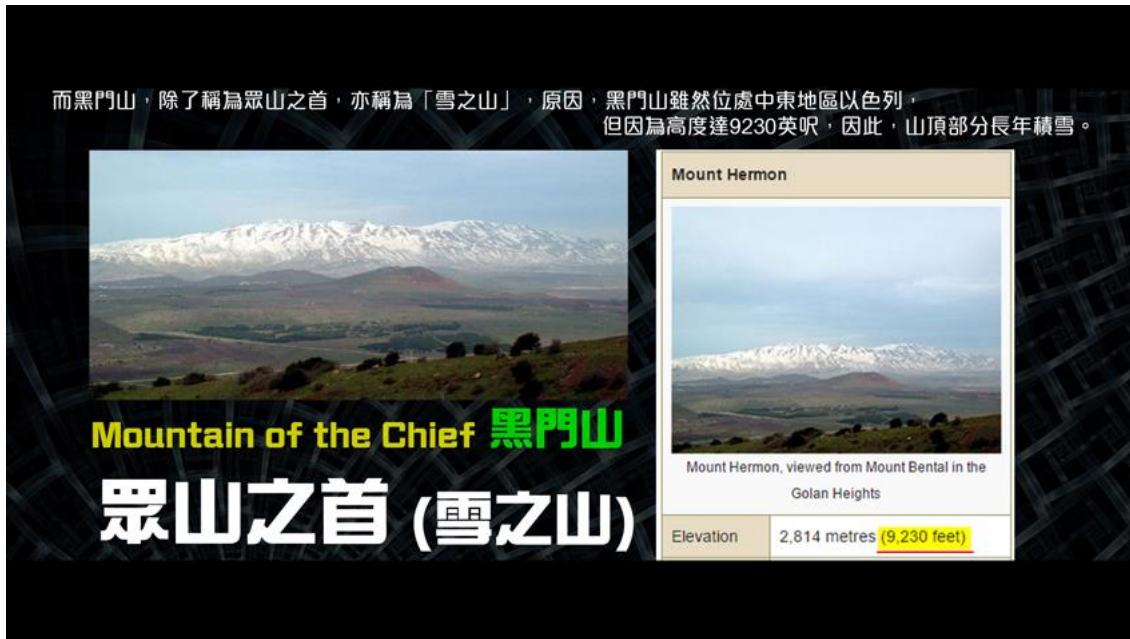 而黑門山，除了稱為眾山之首，亦稱為「雪之山」，原因，黑門山雖然位處中東地區以色列，
但因為高度達9230英呎，因此，山頂部分長年積雪。
Mountain of the Chief 黑門山
眾山之首 (雪之山)
Mount Hermon
Mount Hermon, viewed from Mount Bental in the
Golan Heights
Elevation 2,814 metres (9,230 feet)